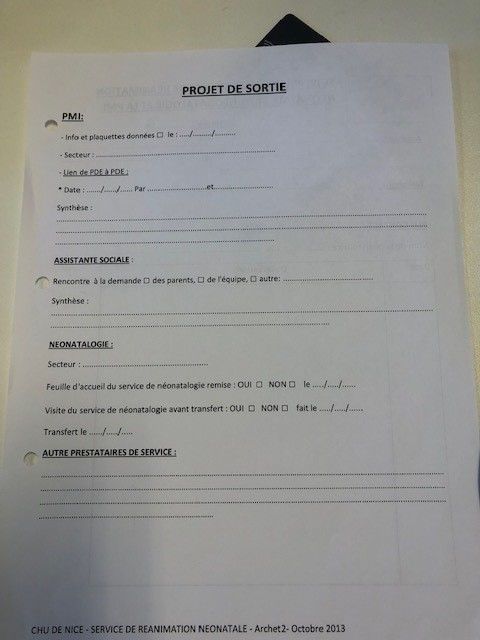 PROJET DE SORTIE
PMI:
- Info et plaquettes données ☐ le : ...../........./..........
- Secteur : ......................................................................
- Lien de PDE à PDE :
* Date : ....../....../...... Par .......................et.......................
Synthèse :
....................................................................................................................
....................................................................................................................
....................................................................................
ASSISTANTE SOCIALE :
Rencontre à la demande ☐ des parents, ☐ de l'équipe, ☐ autre: ...................................
Synthèse :
....................................................................................................................
....................................................................................................
NEONATALOGIE :
Secteur : ..................................................
Feuille d'accueil du service de néonatalogie remise : OUI ☐ NON ☐ le ...../...../......
Visite du service de néonatalogie avant transfert : OUI ☐ NON ☐ fait le ...../...../......
Transfert le ....../...../.....
AUTRE PRESTATAIRES DE SERVICE :
....................................................................................................................
....................................................................................................................
....................................................................................................................
..................................................................
CHU DE NICE - SERVICE DE REANIMATION NEONATALE - Archet2- Octobre 2013